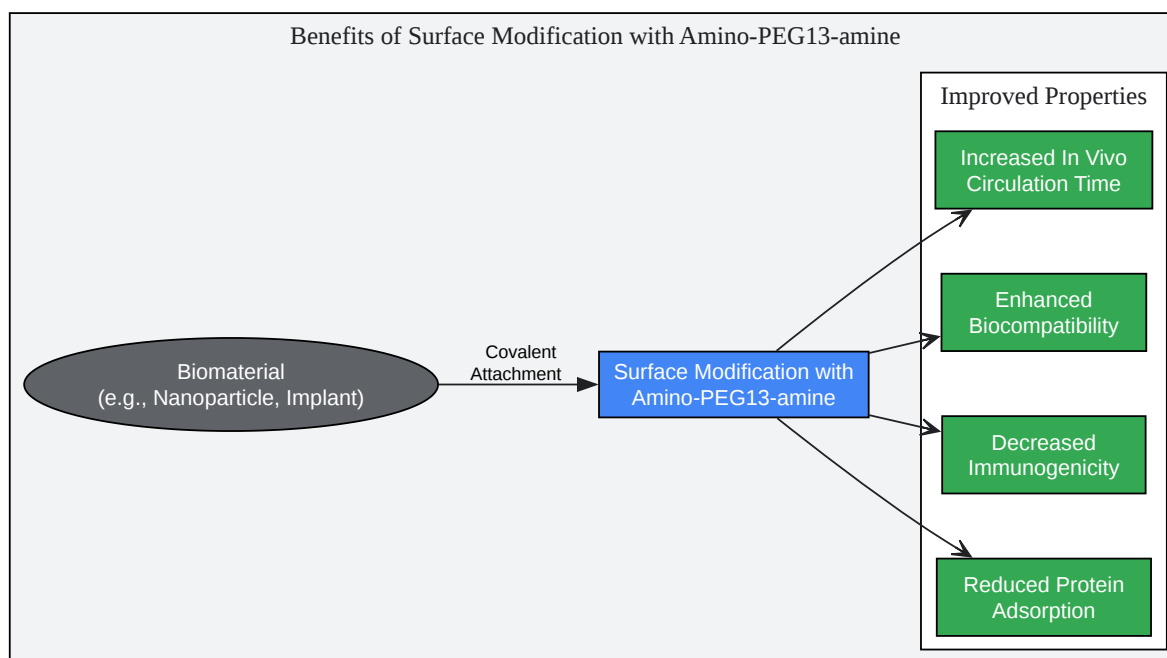 Benefits of Surface Modification with Amino-PEG13-amine
Improved Properties
Increased In Vivo
Circulation Time
Enhanced
Biocompatibility
Covalent
Attachment
Biomaterial
(e.g., Nanoparticle, Implant)
Surface Modification with
Amino-PEG13-amine
Decreased
Immunogenicity
Reduced Protein
Adsorption